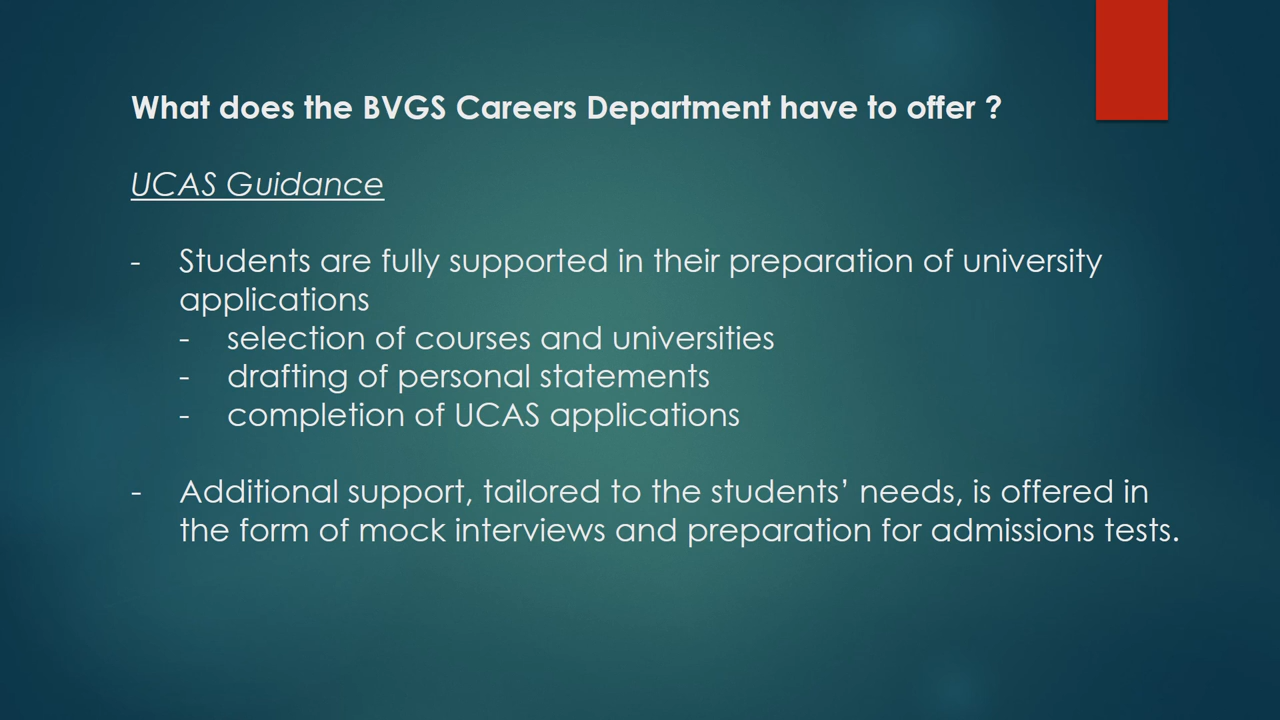 What does the BVGS Careers Department have to offer ?
UCAS Guidance
- Students are fully supported in their preparation of university
applications
- selection of courses and universities
- drafting of personal statements
- completion of UCAS applications
- Additional support, tailored to the students’ needs, is offered in
the form of mock interviews and preparation for admissions tests.